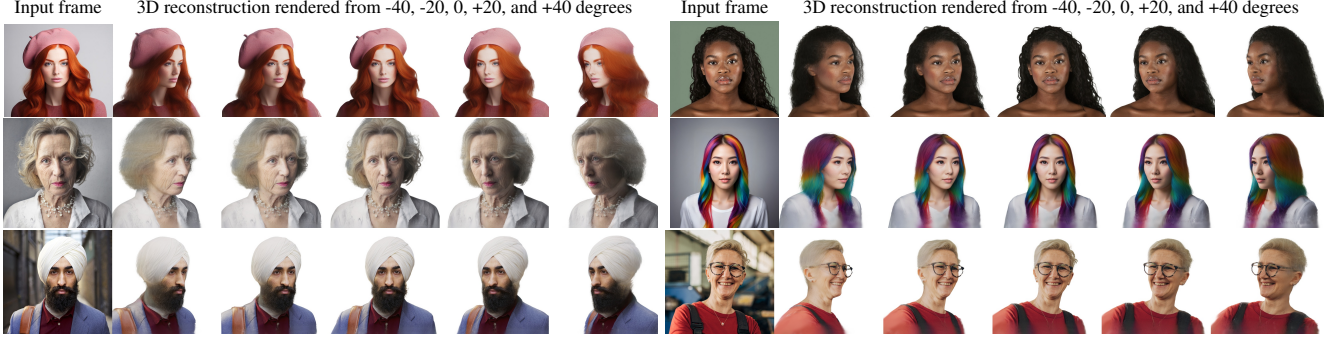 Input frame
3D reconstruction rendered from -40, -20, 0, +20, and +40 degrees
Input frame
3D reconstruction rendered from -40, -20, 0, +20, and +40 degrees